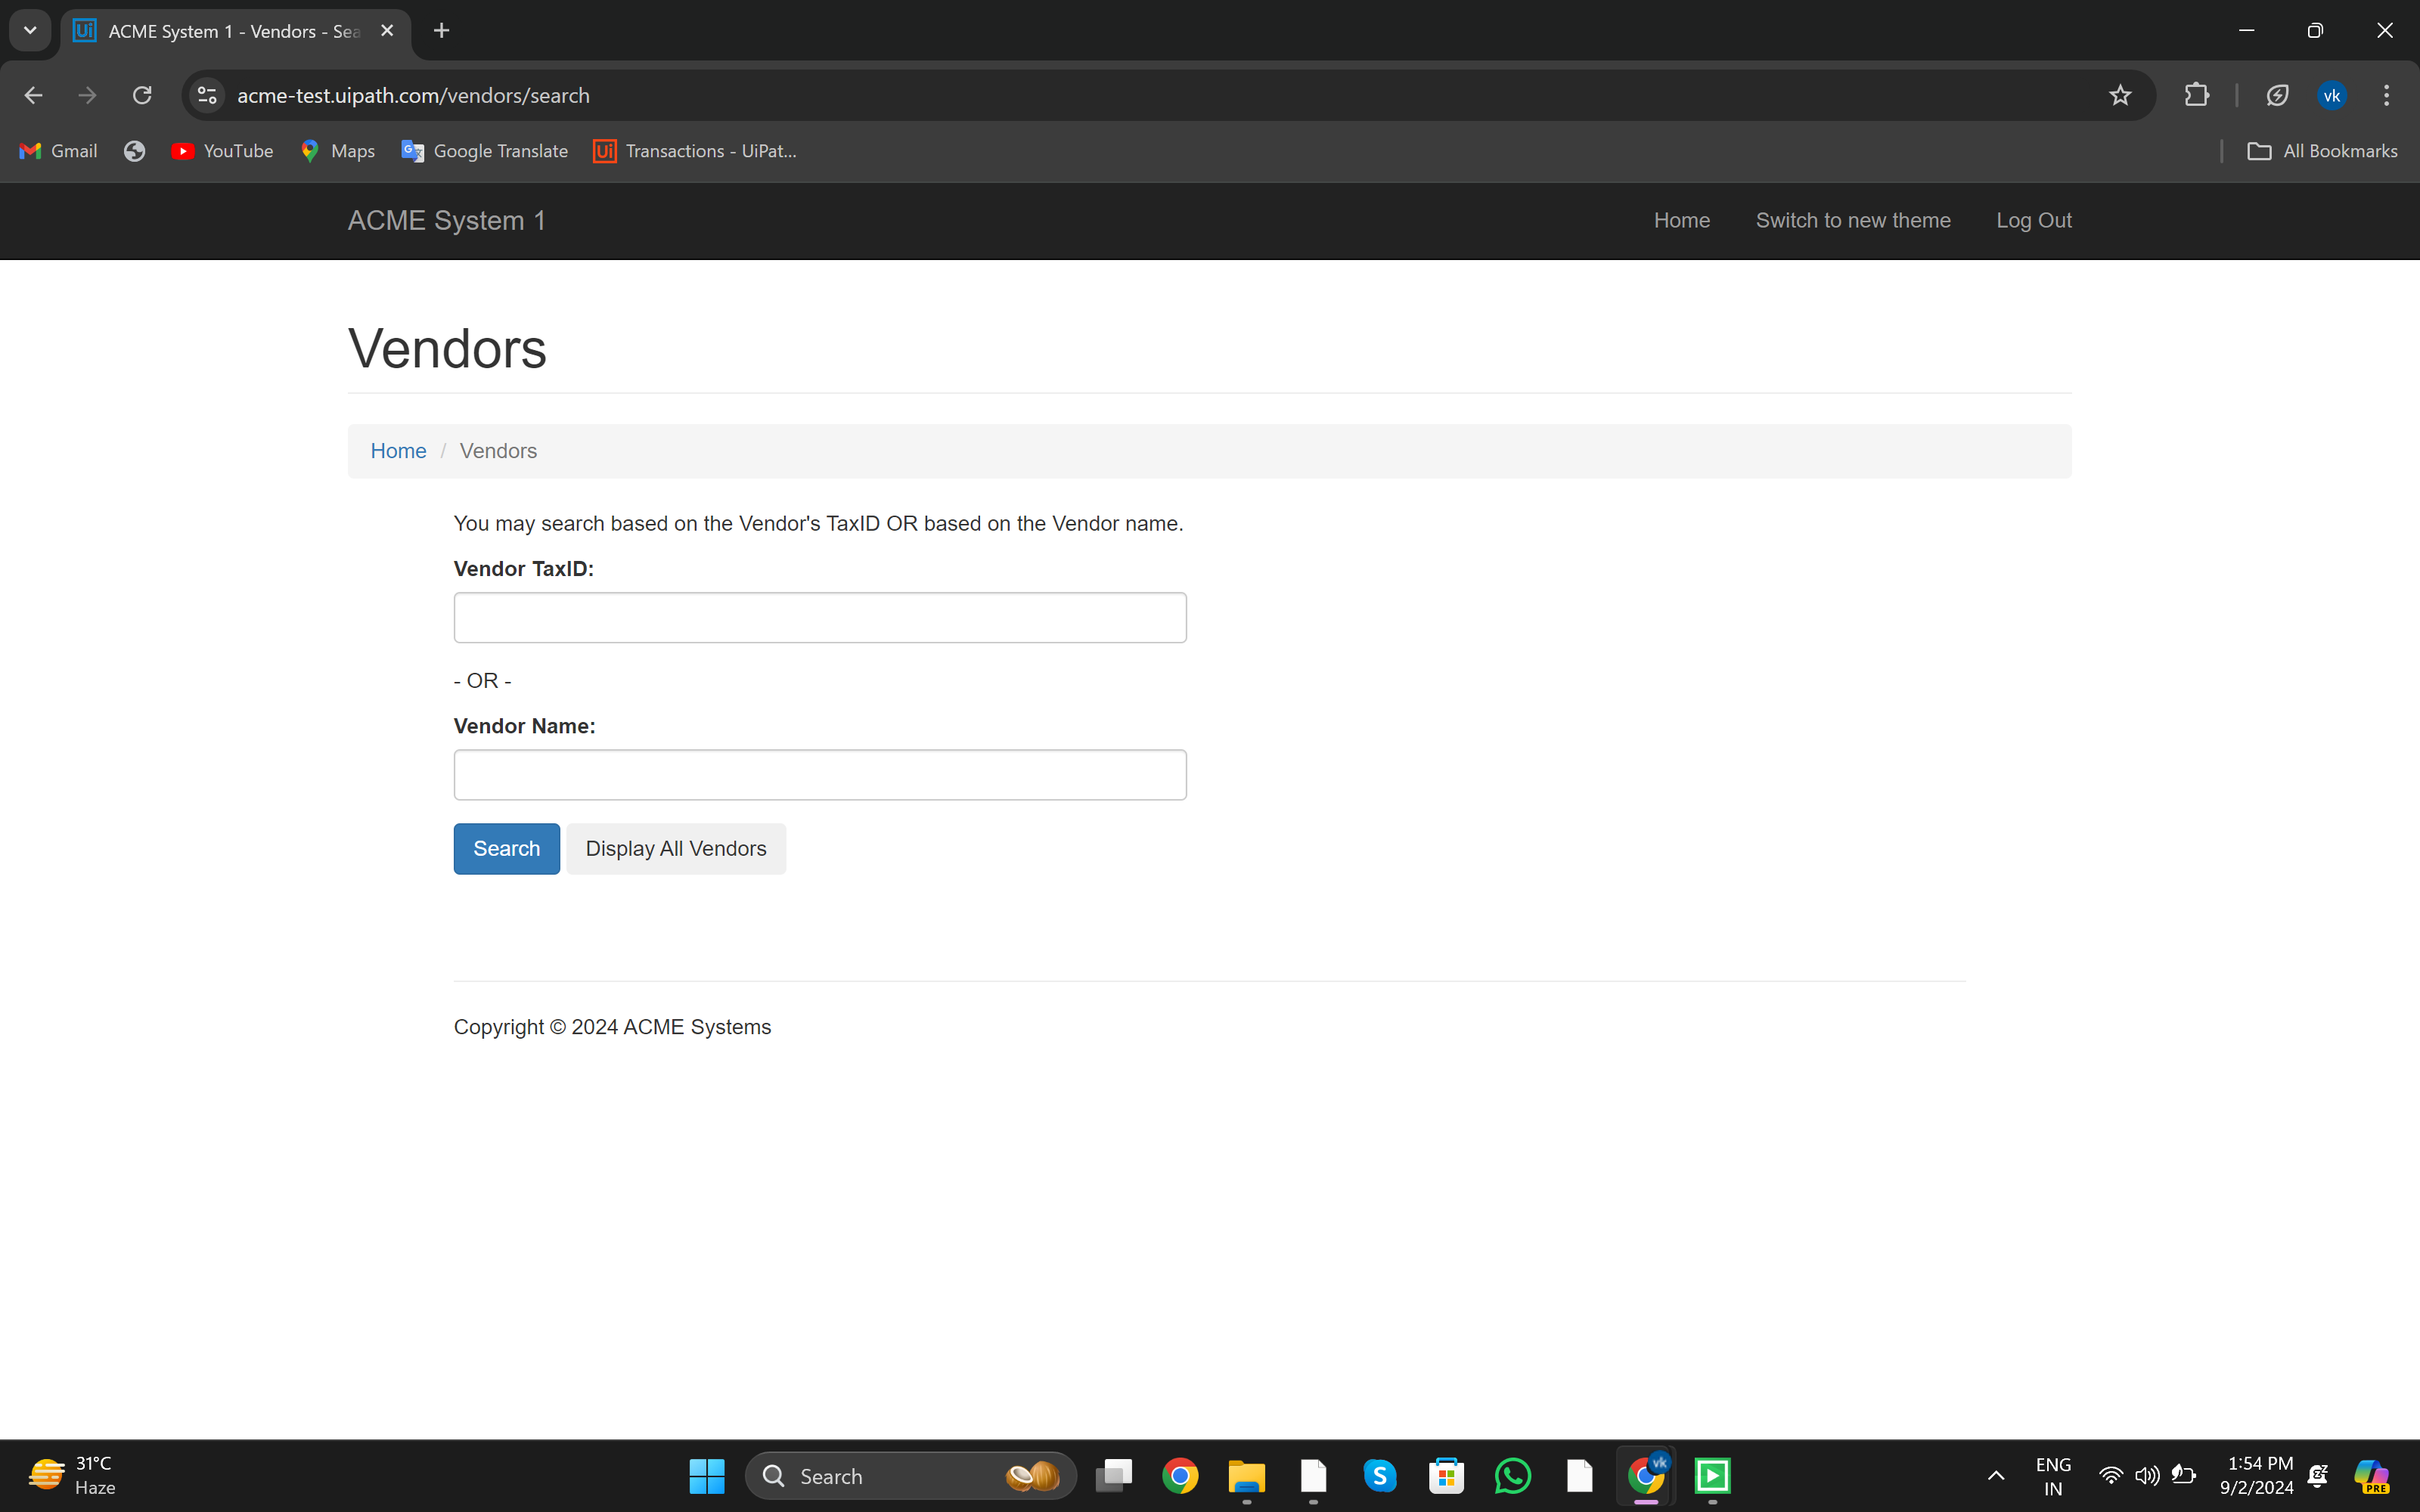 ACME System 1 - Vendors - Sea
acme-test.uipath.com/vendors/search
vk
Gmail
YouTube
Maps
Google Translate
Transactions - UiPat...
All Bookmarks
ACME System 1
Home
Switch to new theme
Log Out
Vendors
Home / Vendors
You may search based on the Vendor's TaxID OR based on the Vendor name.
Vendor TaxID:
- OR -
Vendor Name:
Search
Display All Vendors
Copyright © 2024 ACME Systems
31°C
Haze
Search
vk
ENG
IN
1:54 PM
9/2/2024
PRE